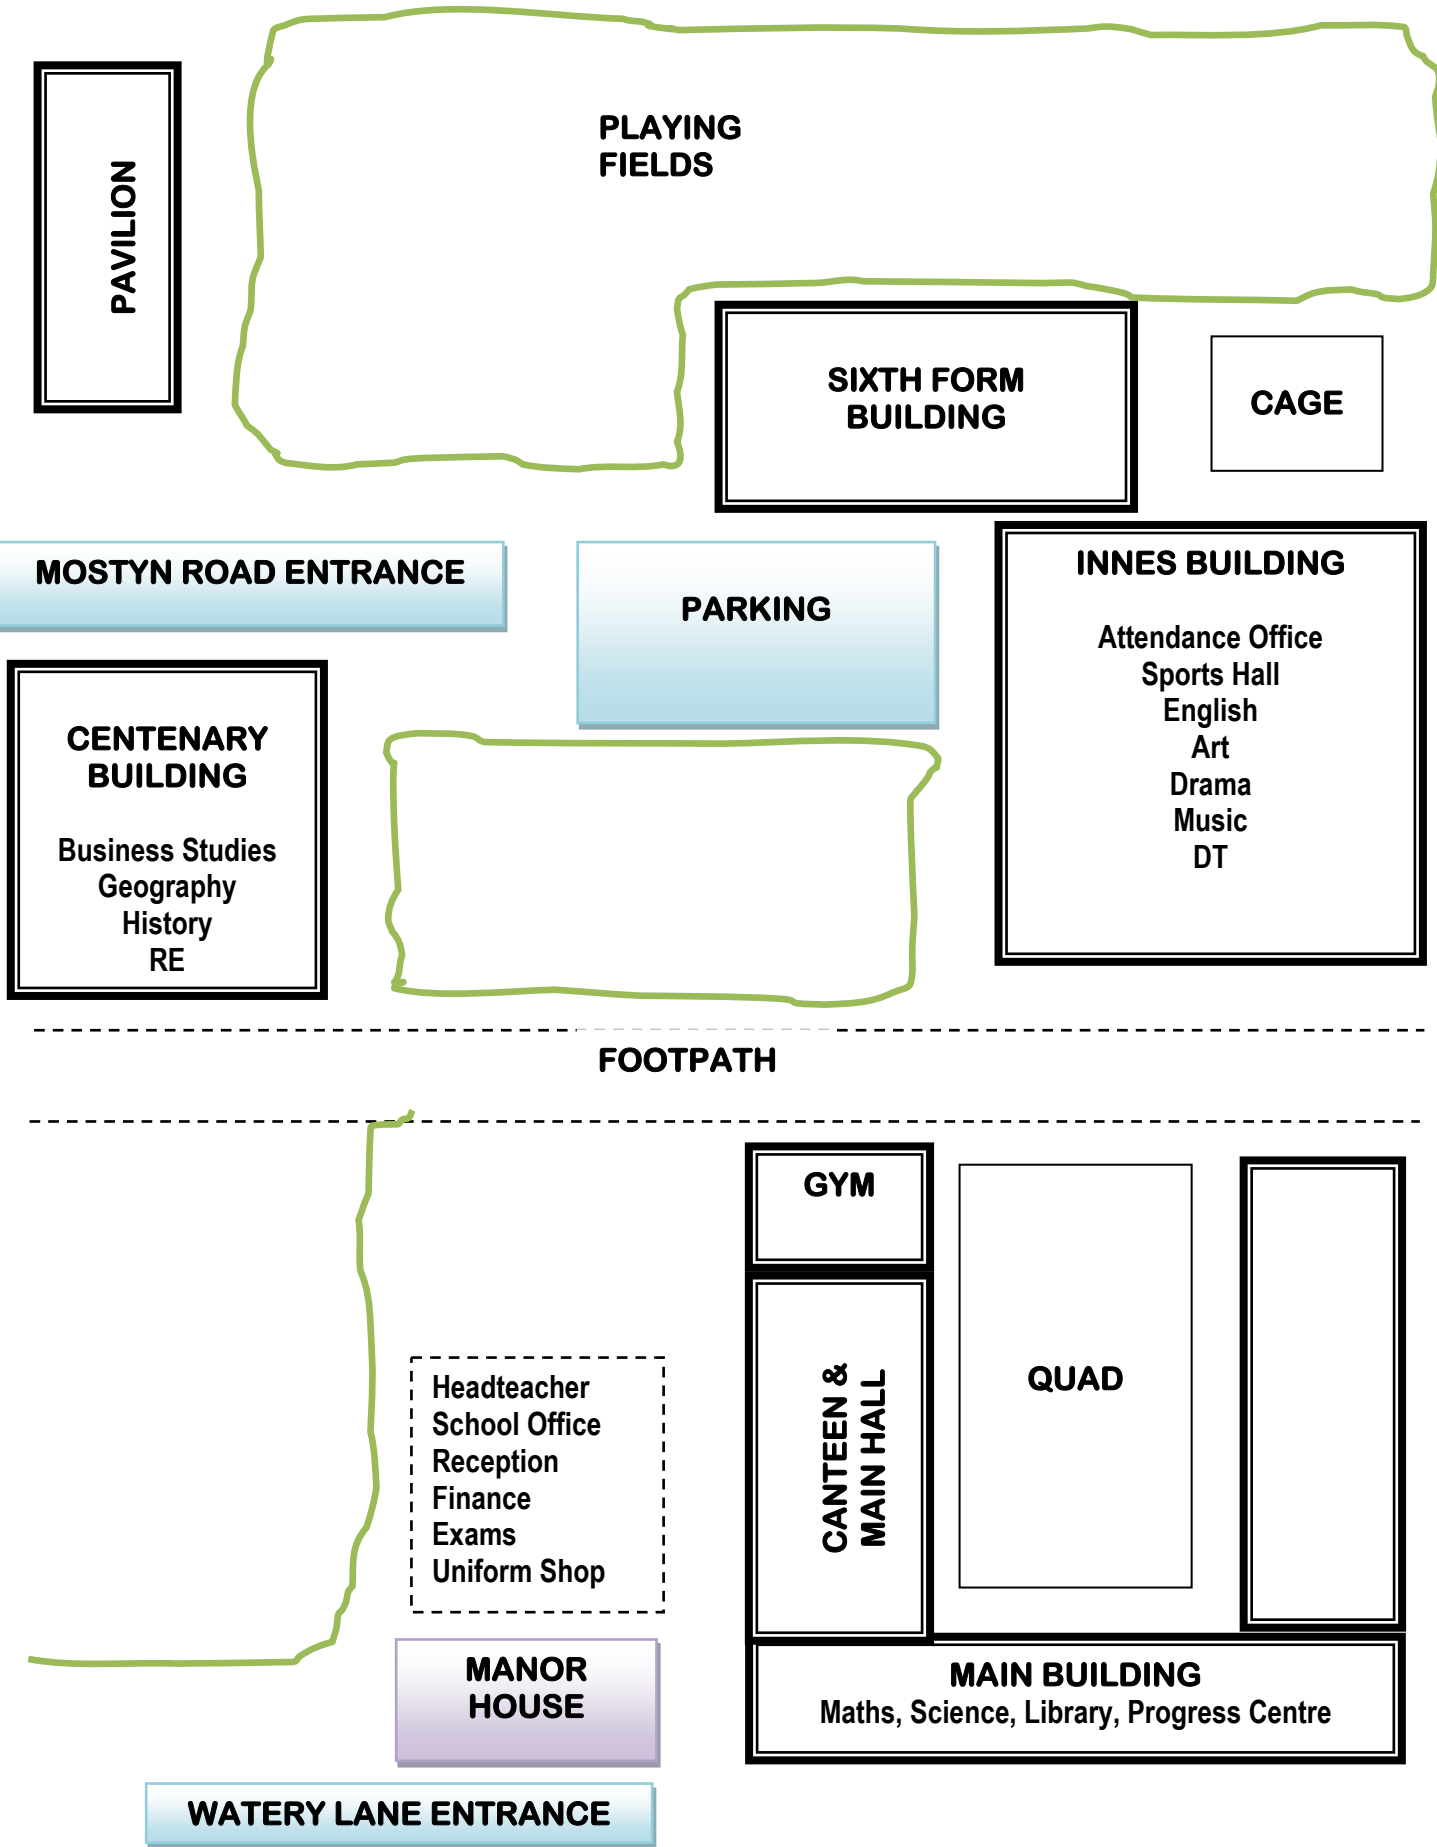 PLAYING
FIELDS
PAVILION
SIXTH FORM
BUILDING
CAGE
MOSTYN ROAD ENTRANCE
PARKING
INNES BUILDING
Attendance Office
Sports Hall
English
Art
Drama
Music
DT
CENTENARY
BUILDING
Business Studies
Geography
History
RE
FOOTPATH
GYM
CANTEEN &
MAIN HALL
QUAD
Headteacher
School Office
Reception
Finance
Exams
Uniform Shop
MANOR
HOUSE
MAIN BUILDING
Maths, Science, Library, Progress Centre
WATERY LANE ENTRANCE